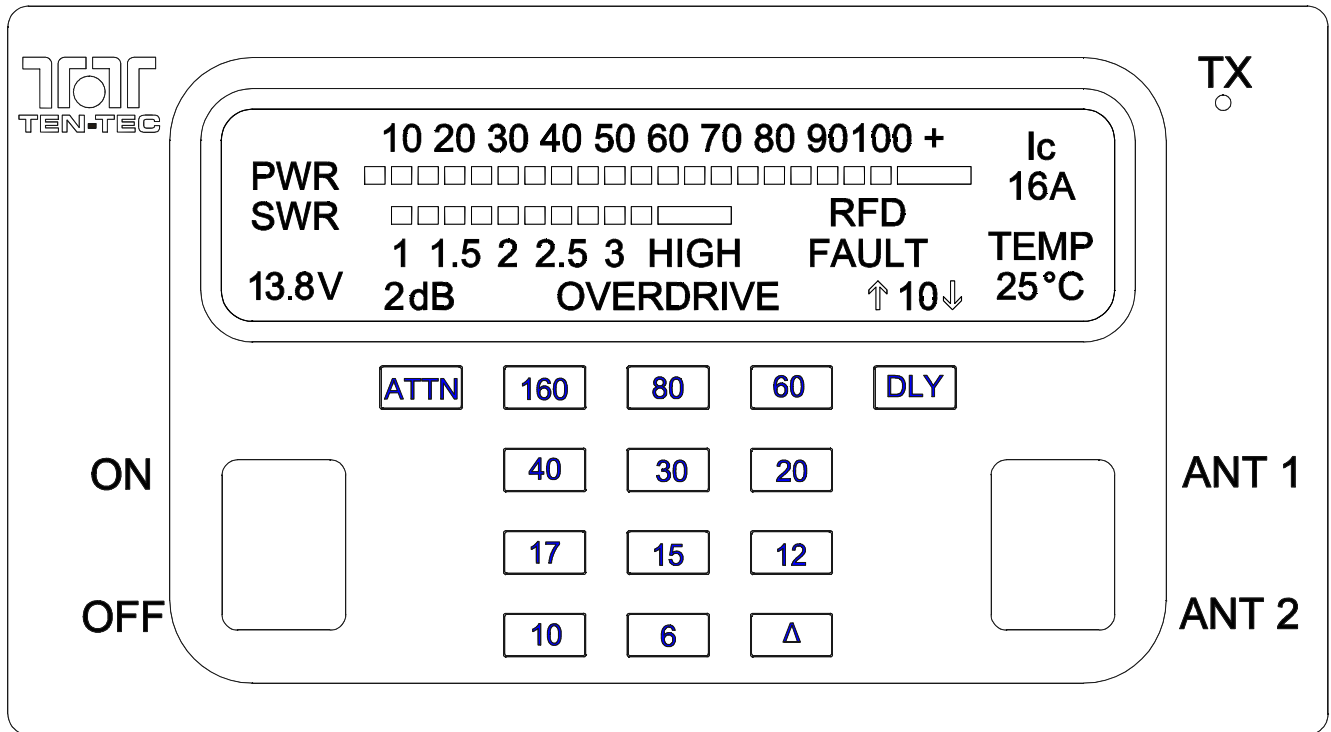 TEN-TEC
TX
10 20 30 40 50 60 70 80 90100 +
Ic
PWR
16A
SWR
RFD
1 1.5 2 2.5 3 HIGH
FAULT
TEMP
13.8V
2dB
OVERDRIVE
⇑10⇓
25°C
ATTN
160
80
60
DLY
ON
40
30
20
ANT 1
17
15
12
OFF
10
6
Δ
ANT 2